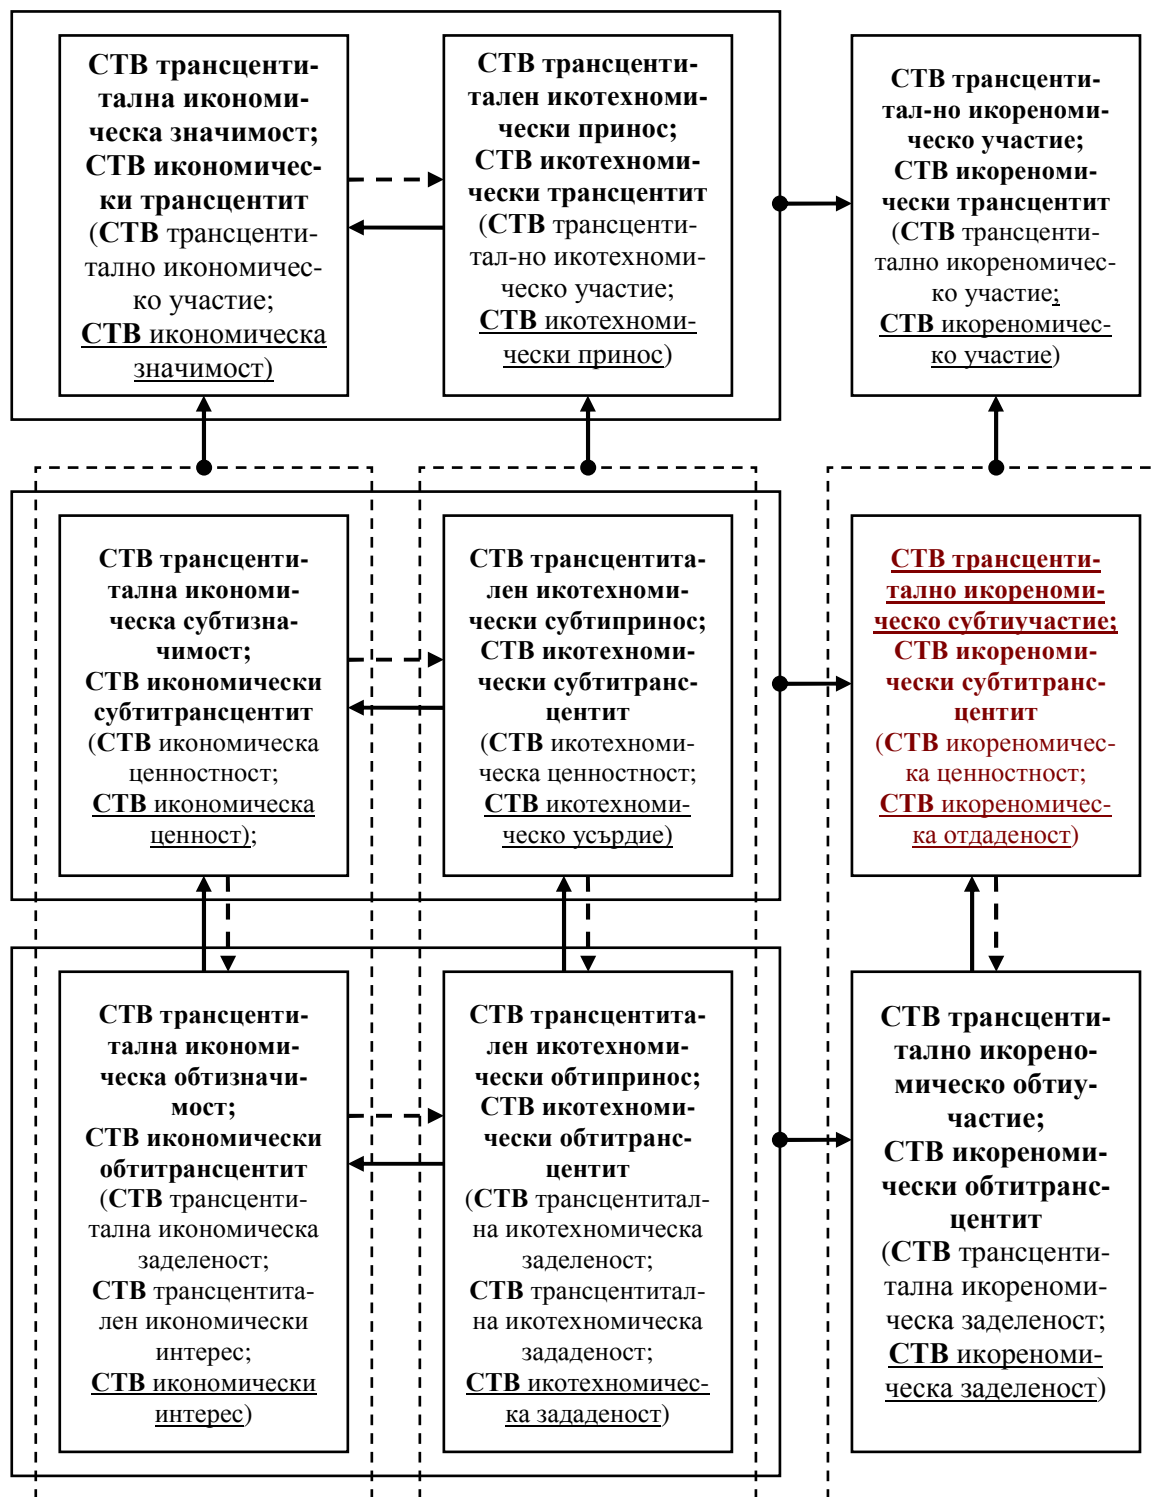 СТВ трансценти-
тална икономи-
ческа значимост;
СТВ икономичес-
ки трансцентит
(СТВ трансценти-
тално икономичес-
ко участие;
СТВ икономическа
значимост)
СТВ трансценти-
тален икотехноми-
чески принос;
СТВ икотехноми-
чески трансцентит
(СТВ трансценти-
тал-но икотехноми-
ческо участие;
СТВ икотехноми-
чески принос)
СТВ трансценти-
тал-но икореноми-
ческо участие;
СТВ икореноми-
чески трансцентит
(СТВ трансценти-
тално икореномичес-
ко участие;
СТВ икореномичес-
ко участие)
СТВ трансценти-
тална икономи-
ческа субтизна-
чимост;
СТВ икономически
субтитрансцентит
(СТВ икономическа
ценностност;
СТВ икономическа
ценност);
СТВ трансцентита-
лен икотехноми-
чески субтипринос;
СТВ икотехноми-
чески субтитранс-
центит
(СТВ икотехноми-
ческа ценностност;
СТВ икотехноми-
ческо усърдие)
СТВ трансценти-
тално икореноми-
ческо субтиучастие;
СТВ икореноми-
чески субтитранс-
центит
(СТВ икореномичес-
ка ценностност;
СТВ икореномичес-
ка отдаденост)
СТВ трансценти-
тална икономи-
ческа обтизначи-
мост;
СТВ икономически
обтитрансцентит
(СТВ трансценти-
тална икономическа
заделеност;
СТВ трансцентита-
лен икономически
интерес;
СТВ икономически
интерес)
СТВ трансцентита-
лен икотехноми-
чески обтипринос;
СТВ икотехноми-
чески обтитранс-
центит
(СТВ трансцентитал-
на икотехномическа
заделеност;
СТВ трансцентитал-
на икотехномическа
зададеност;
СТВ икотехномичес-
ка зададеност)
СТВ трансценти-
тално икорено-
мическо обтиу-
частие;
СТВ икореноми-
чески обтитранс-
центит
(СТВ трансценти-
тална икореноми-
ческа заделеност;
СТВ икореноми-
ческа заделеност)